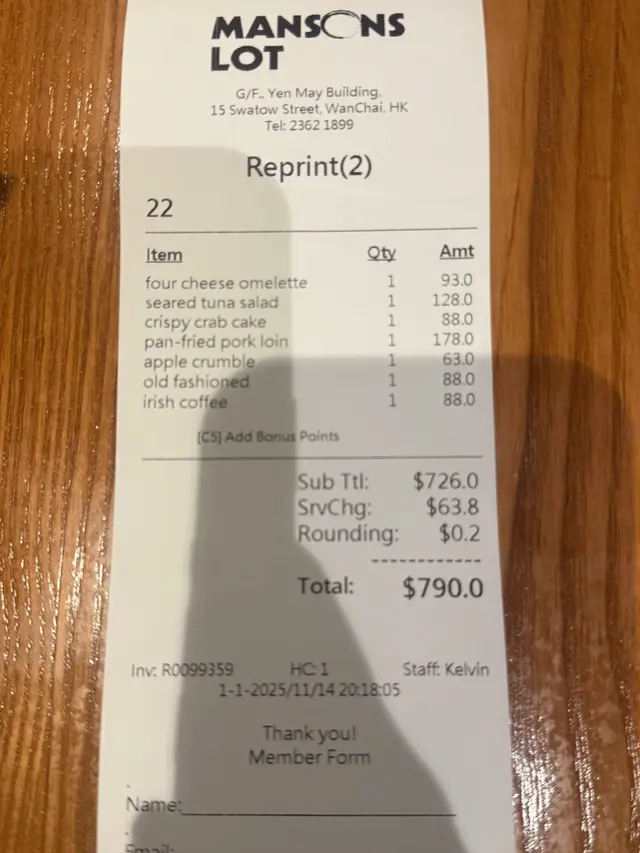 MANSONS
LOT
G/F., Yen May Building,
15 Swatow Street, WanChai, HK
Tel: 2362 1899
Reprint(2)
22
Item Qty Amt
four cheese omelette 1 93.0
seared tuna salad 1 128.0
crispy crab cake 1 88.0
pan-fried pork loin 1 178.0
apple crumble 1 63.0
old fashioned 1 88.0
irish coffee 1 88.0
[C5] Add Bonus Points
Sub Ttl: $726.0
SrvChg: $63.8
Rounding: $0.2
Total: $790.0
Inv: R0099359 HC: 1 Staff: Kelvin
1-1-2025/11/14 20:18:05
Thank you!
Member Form
Name:
Email: